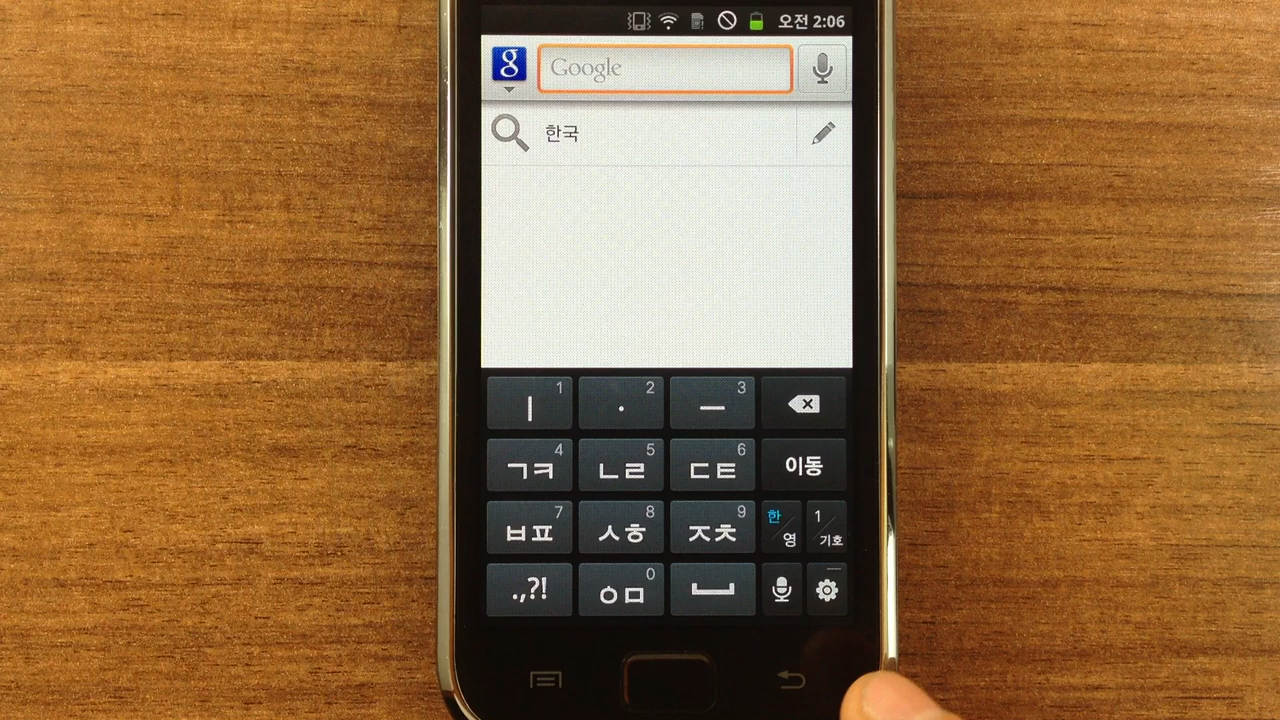 오전 2:06
g Google
한국
1 ㅣ 2 · 3 ㅡ
4 ㄱㅋ 5 ㄴㄹ 6 ㄷㅌ 이동
7 ㅂㅍ 8 ㅅㅎ 9 ㅈㅊ 한/영 1/기호
.,?! 0 ㅇㅁ